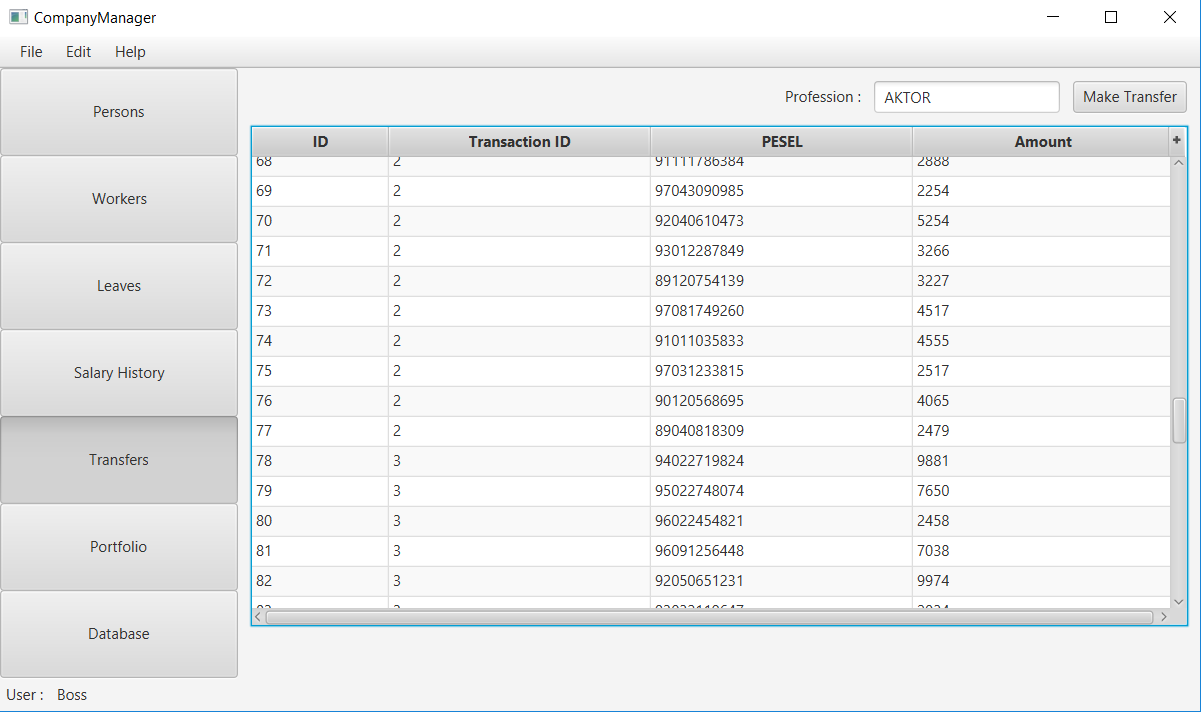 CompanyManager
File Edit Help
Persons
Workers
Leaves
Salary History
Transfers
Portfolio
Database
User : Boss
Profession : AKTOR Make Transfer
ID Transaction ID PESEL Amount +
68 2 91111786384 2888
69 2 97043090985 2254
70 2 92040610473 5254
71 2 93012287849 3266
72 2 89120754139 3227
73 2 97081749260 4517
74 2 91011035833 4555
75 2 97031233815 2517
76 2 90120568695 4065
77 2 89040818309 2479
78 3 94022719824 9881
79 3 95022748074 7650
80 3 96022454821 2458
81 3 96091256448 7038
82 3 92050651231 9974